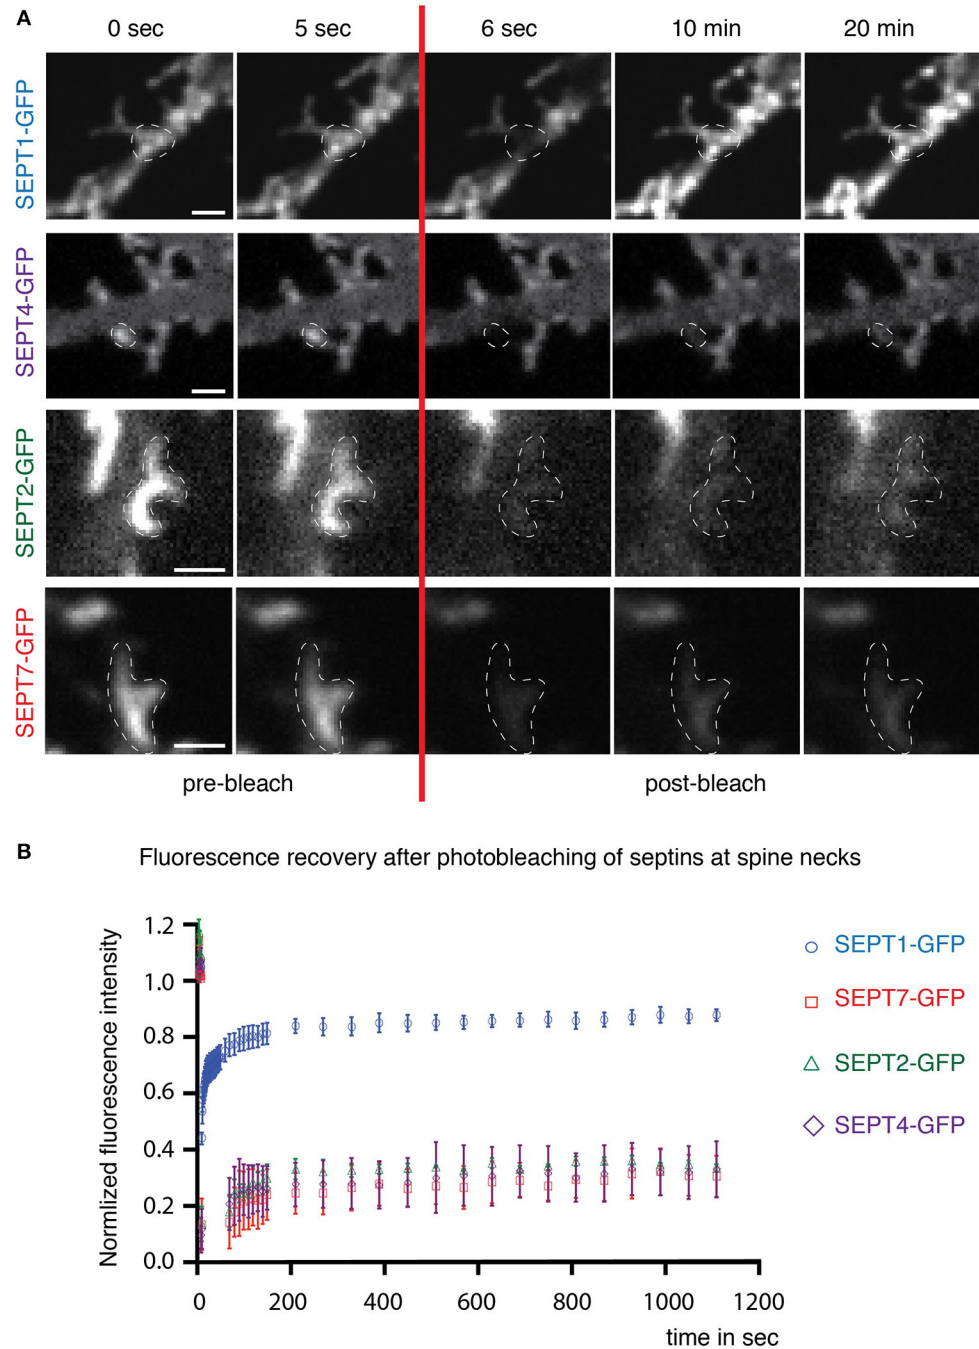 A
0 sec 5 sec 6 sec 10 min 20 min
SEPT1-GFP
SEPT4-GFP
SEPT2-GFP
SEPT7-GFP
pre-bleach post-bleach
B
Fluorescence recovery after photobleaching of septins at spine necks
Normlized fluorescence intensity
1.2
1.0
0.8
0.6
0.4
0.2
0.0
0 200 400 600 800 1000 1200
time in sec
SEPT1-GFP
SEPT7-GFP
SEPT2-GFP
SEPT4-GFP